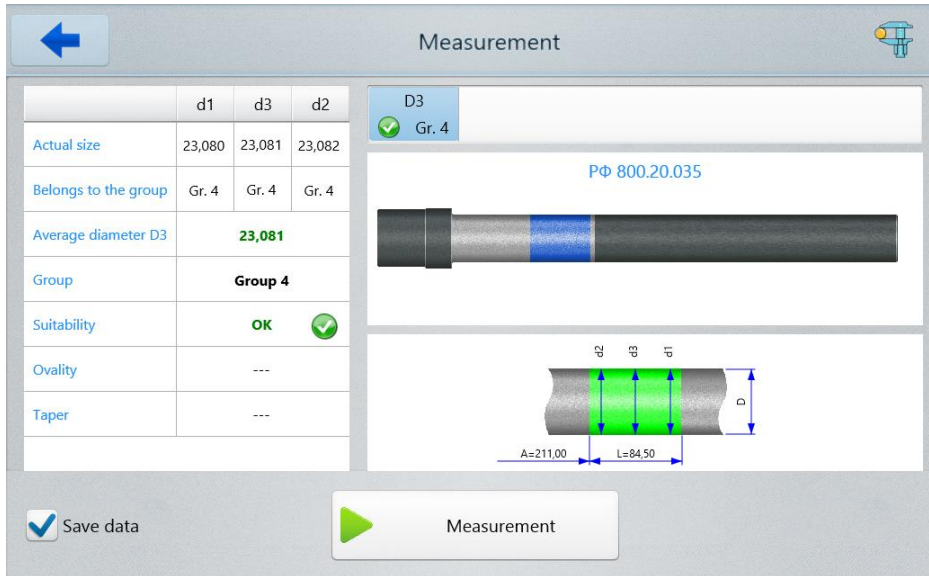 Measurement
d1 d3 d2
Actual size 23,080 23,081 23,082
Belongs to the group Gr. 4 Gr. 4 Gr. 4
Average diameter D3 23,081
Group Group 4
Suitability OK
Ovality ---
Taper ---
D3
Gr. 4
РФ 800.20.035
d2 d3 d1
D
A=211,00 L=84,50
Save data
Measurement